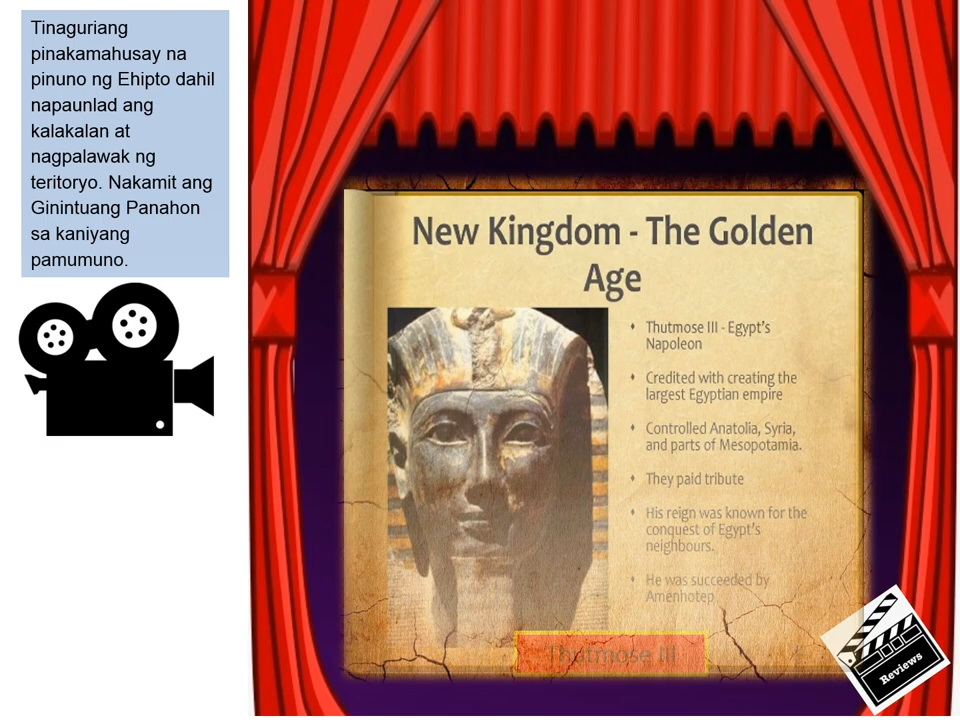 Tinaguriang
pinakamahusay na
pinuno ng Ehipto dahil
napaunlad ang
kalakalan at
nagpalawak ng
teritoryo. Nakamit ang
Ginintuang Panahon
sa kaniyang
pamumuno.
New Kingdom - The Golden
Age
♦ Thutmose III - Egypt's
Napoleon
♦ Credited with creating the
largest Egyptian empire
♦ Controlled Anatolia, Syria,
and parts of Mesopotamia.
♦ They paid tribute
♦ His reign was known for the
conquest of Egypt's
neighbours.
♦ He was succeeded by
Amenhotep
Thutmose III
Reviews